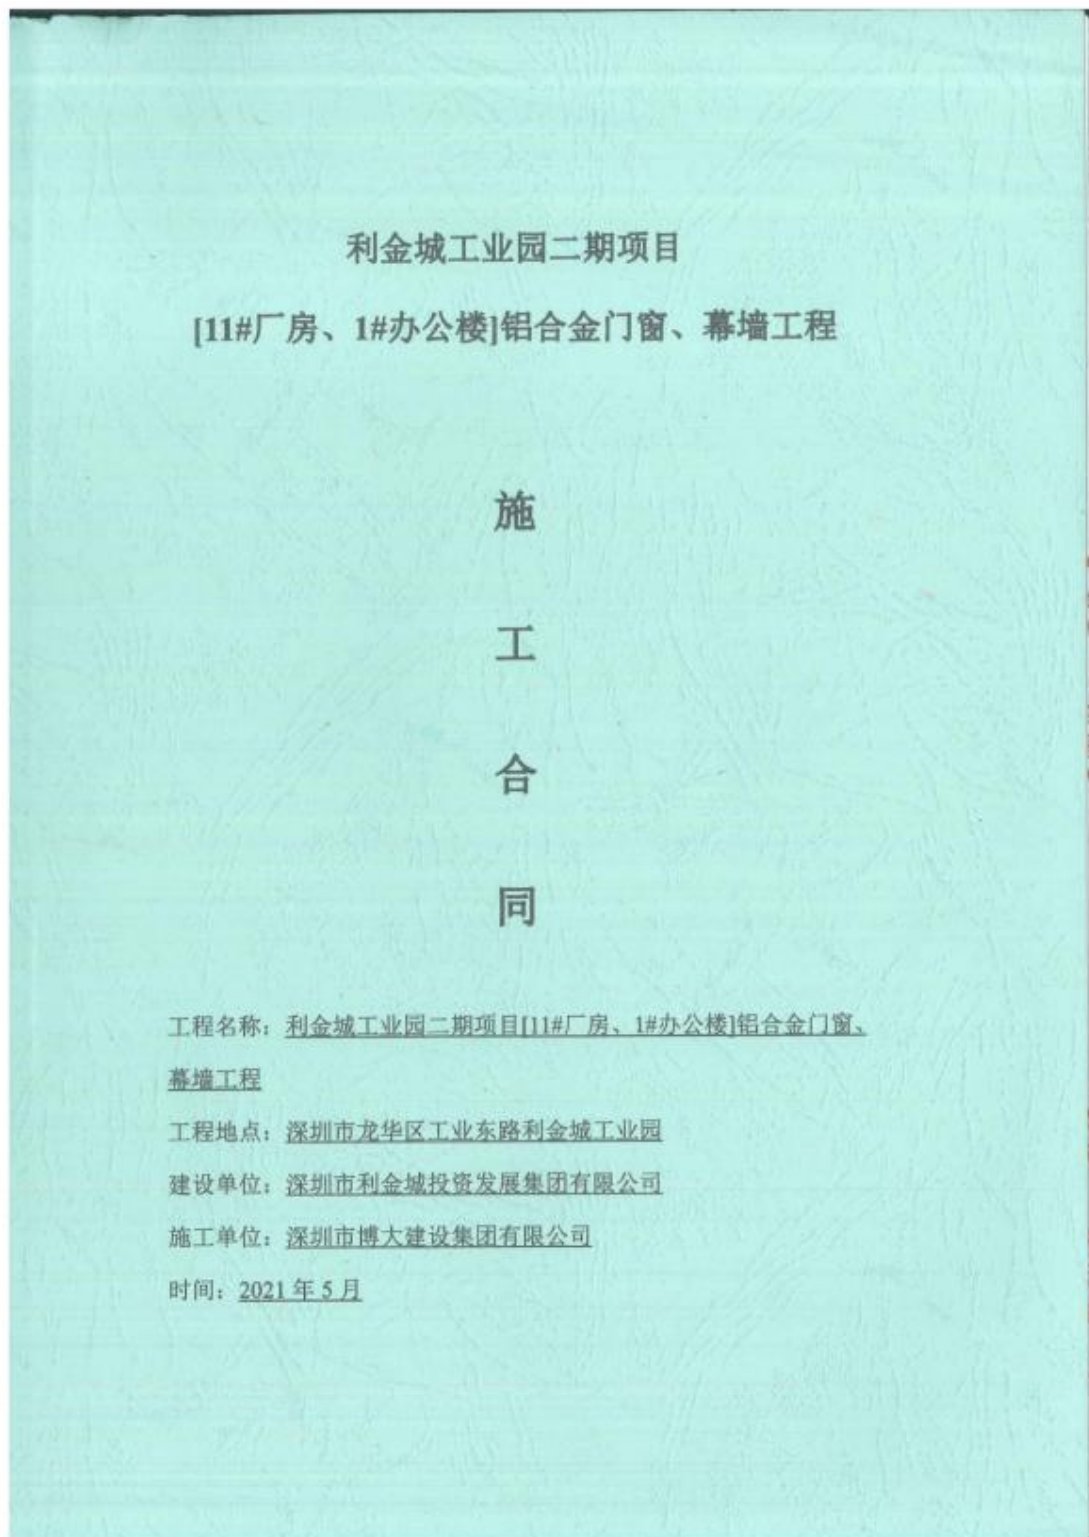 利金城工业园二期项目
[11#厂房、1#办公楼]铝合金门窗、幕墙工程
施
工
合
同
工程名称：利金城工业园二期项目[11#厂房、1#办公楼]铝合金门窗、
幕墙工程
工程地点：深圳市龙华区工业东路利金城工业园
建设单位：深圳市利金城投资发展集团有限公司
施工单位：深圳市博大建设集团有限公司
时间：2021 年 5 月